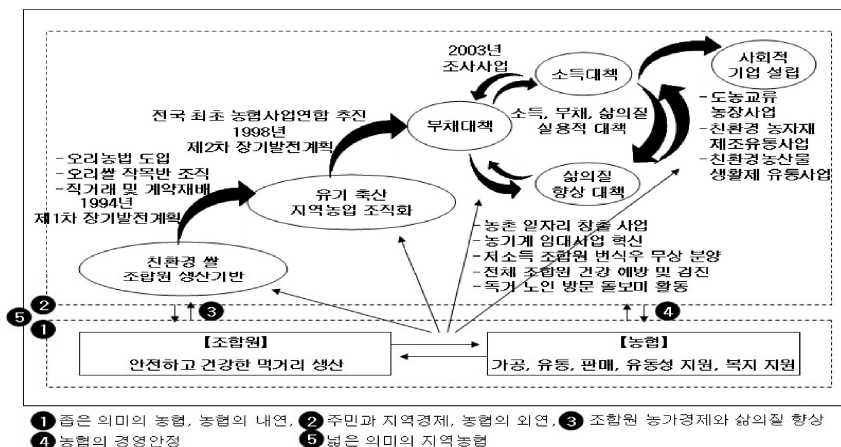 2003년
조사사업
소득대책
사회적
기업 설립
전국 최초 농협사업연합 추진
1998년
제2차 장기발전계획
무채대책
소득, 무채, 삶의질
실용적 대책
-도농교류
농장사업
-친환경 농자재
제조유통사업
-친환경농산물
생활제 유통사업
-오리농법 도입
-오리쌀 작목반 조직
-직거래 및 계약재배
1994년
제1차 장기발전계획
유기 축산
지역농업 조직화
삶의질
향상 대책
-농촌 일자리 창출 사업
-농기계 임대사업 혁신
-저소득 조합원 번식우 무상 분양
-전체 조합원 건강 예방 및 검진
-독거 노인 방문 돌보미 활동
친환경 쌀
조합원 생산기반
2
5
3
4
1
[조합원]
안전하고 건강한 먹거리 생산
[농협]
가공, 유통, 판매, 유동성 지원, 복지 지원
1 좁은 의미의 농협, 농협의 내연, 2 주민과 지역경제, 농협의 외연, 3 조합원 농가경제와 삶의질 향상
4 농협의 경영안정 5 넓은 의미의 지역농협